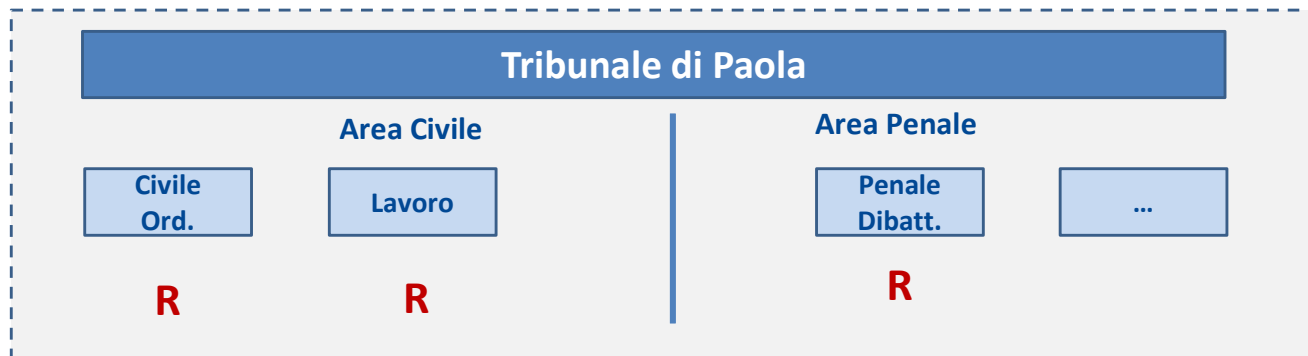 Tribunale di Paola
Area Civile
Area Penale
Civile
Ord.
Lavoro
Penale
Dibatt.
…
R
R
R